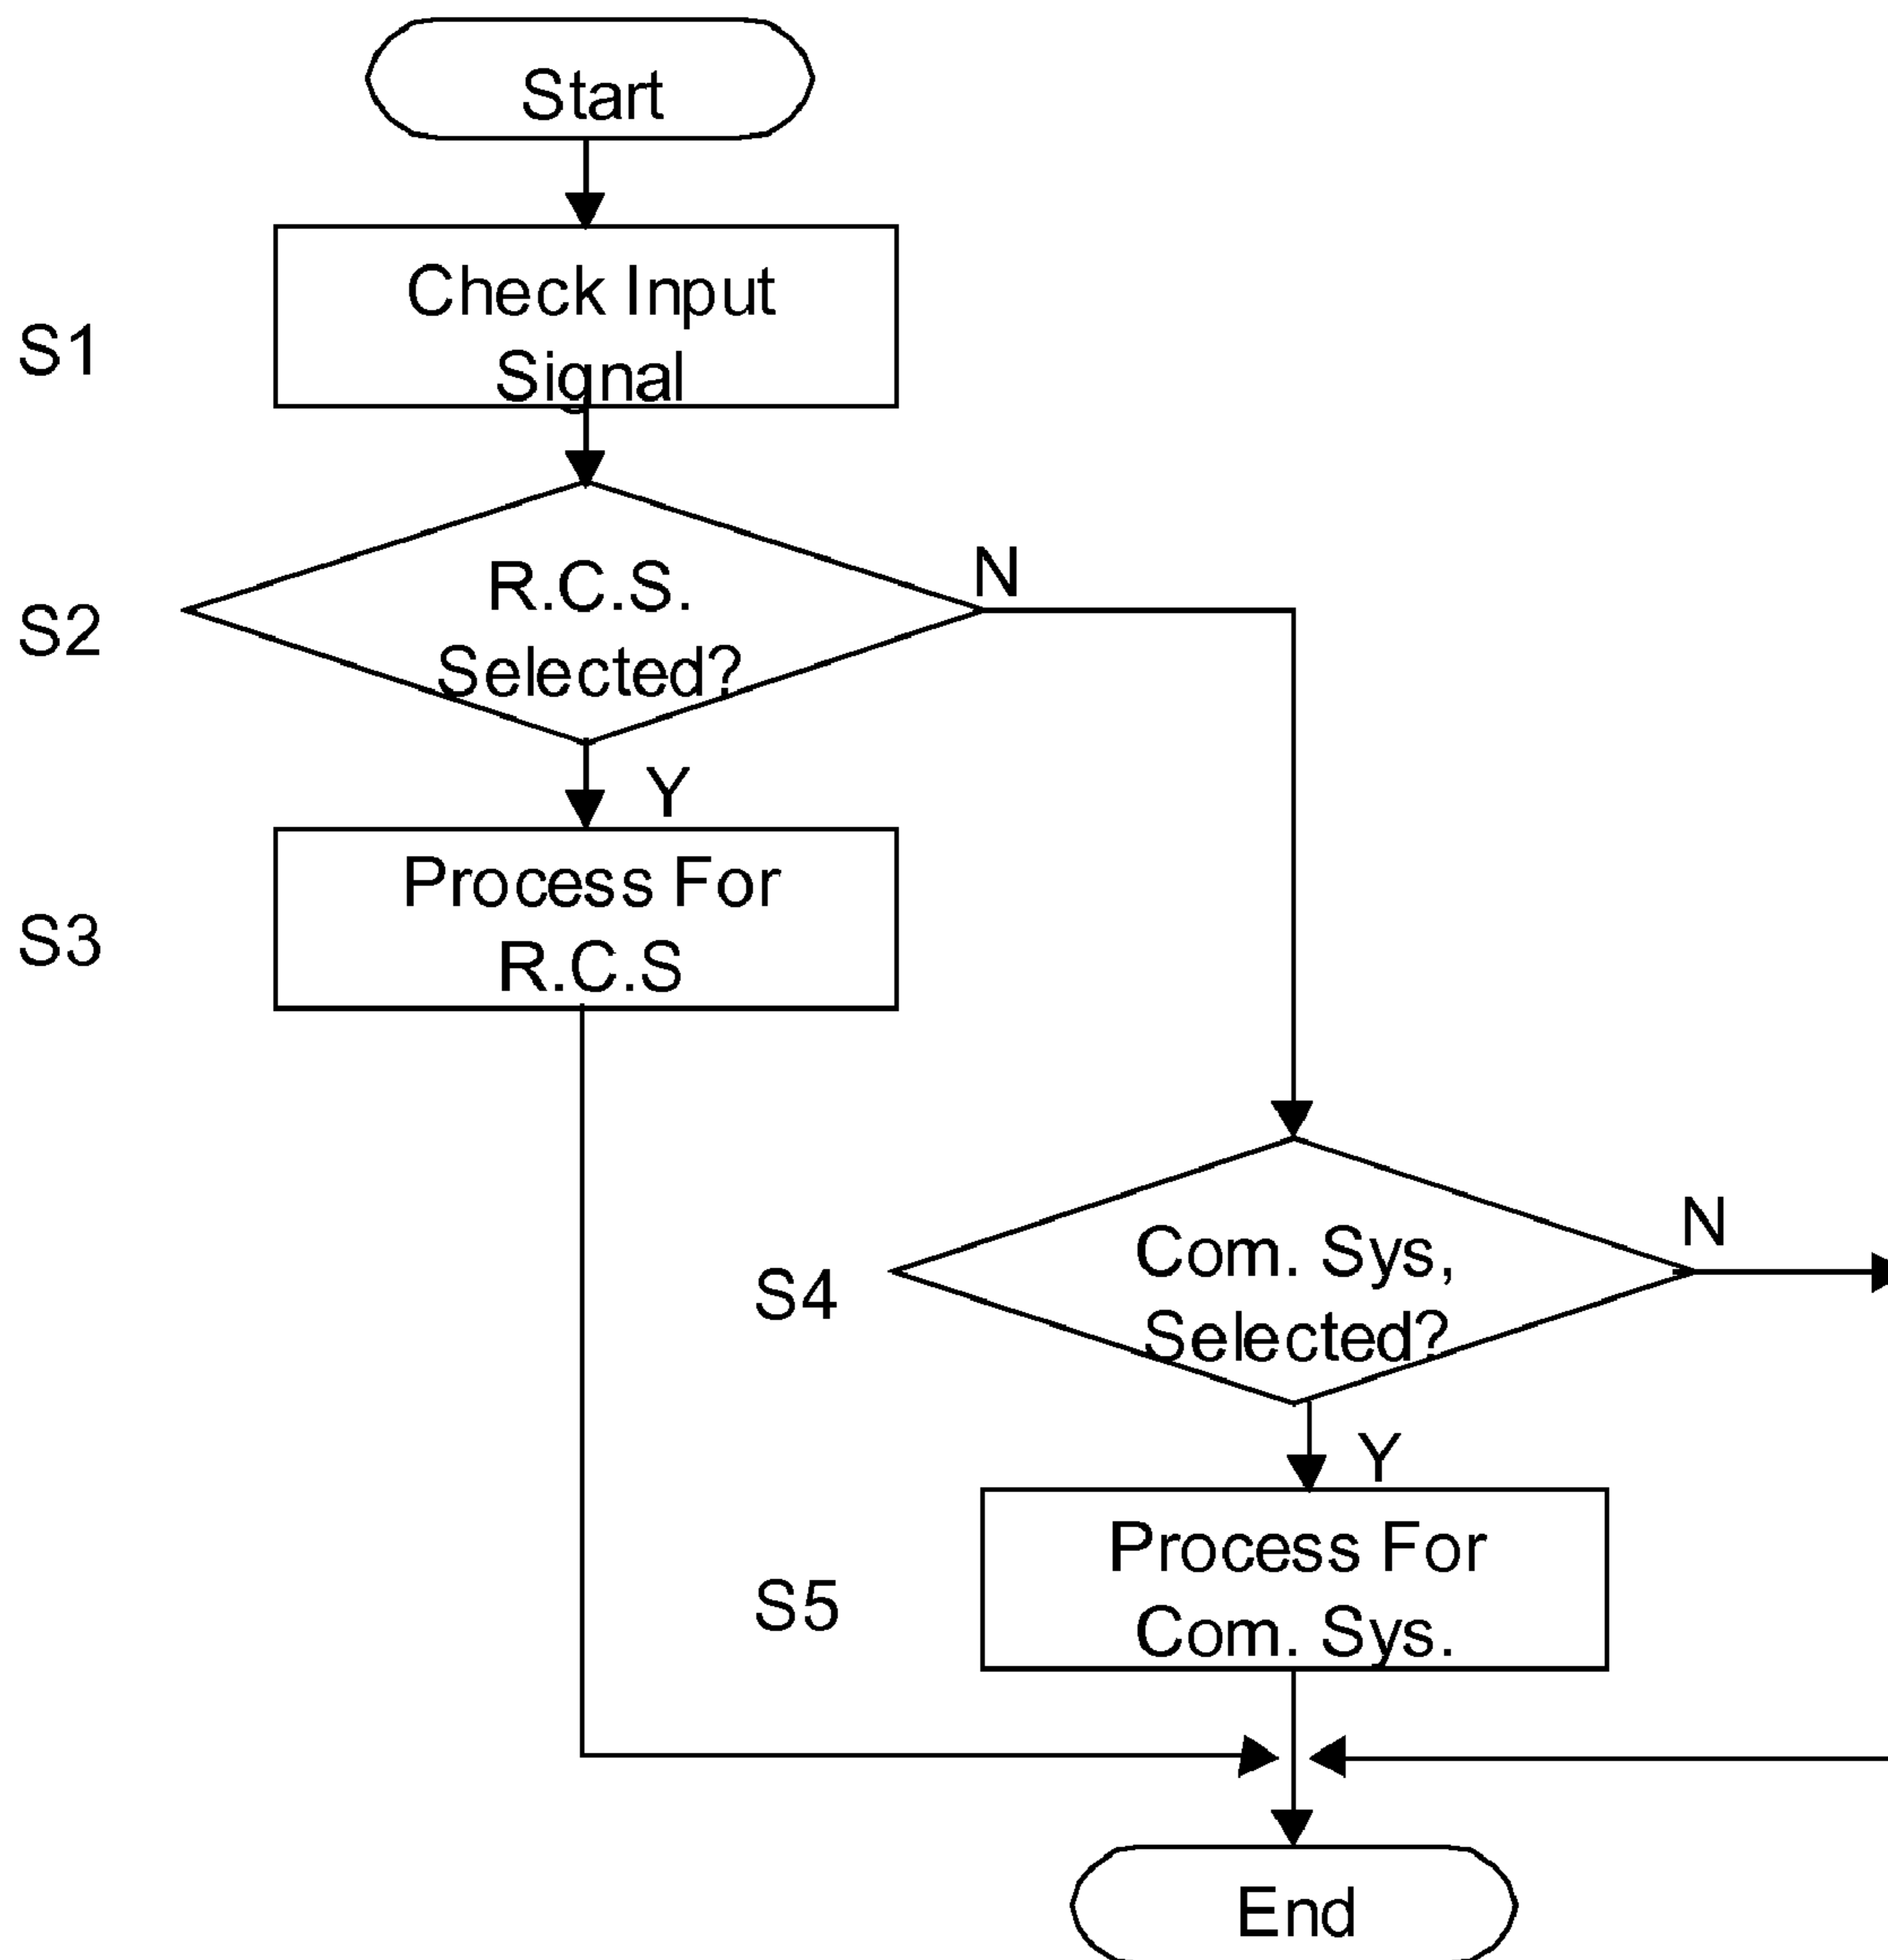 Start
S1
Check Input
Signal
S2
R.C.S.
Selected?
N
Y
S3
Process For
R.C.S
S4
Com. Sys,
Selected?
N
Y
S5
Process For
Com. Sys.
End